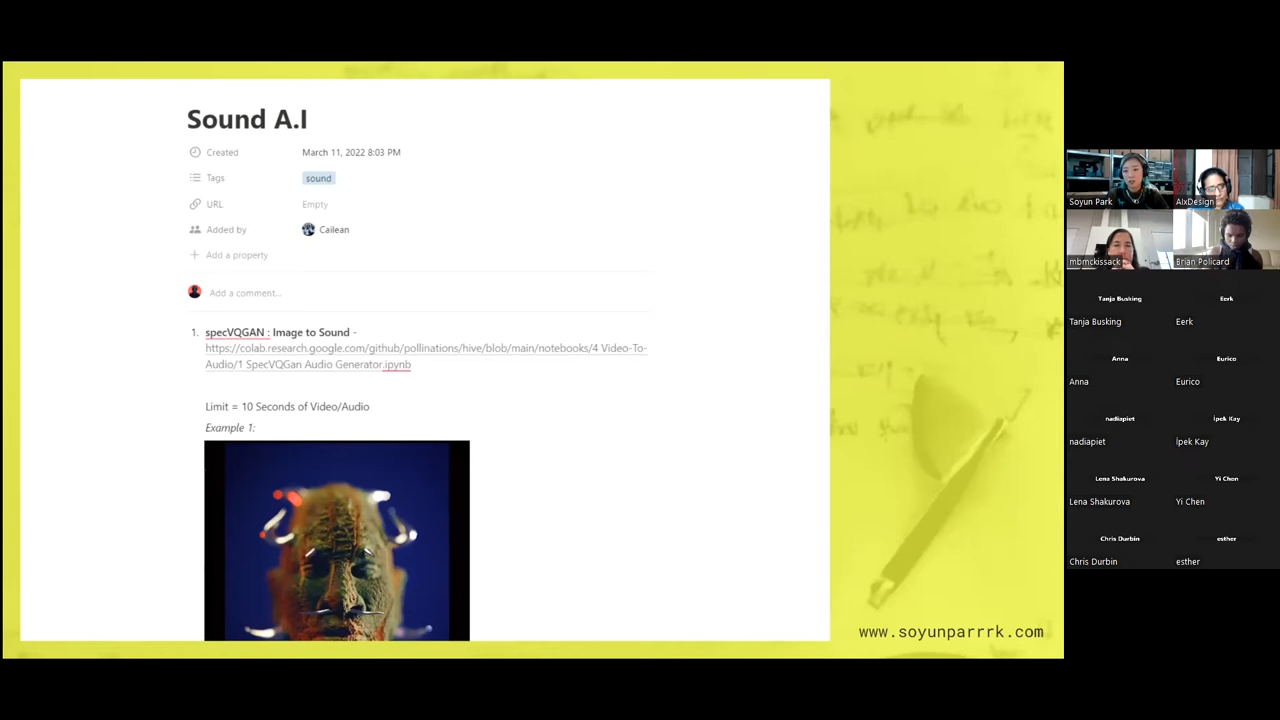 Sound A.I
Created March 11, 2022 8:03 PM
Tags sound
URL Empty
Added by Cailean
Add a property
Add a comment...
1. specVQGAN : Image to Sound -
https://colab.research.google.com/github/pollinations/hive/blob/main/notebooks/4 Video-To-
Audio/1 SpecVQGan Audio Generator.ipynb
Limit = 10 Seconds of Video/Audio
Example 1:
www.soyunparrrk.com
Soyun Park AIxDesign
mbmckissack Brian Policard
Tanja Busking Eerk
Tanja Busking Eerk
Anna Eurico
Anna Eurico
nadiapiet İpek Kay
nadiapiet İpek Kay
Lena Shakurova Yi Chen
Lena Shakurova Yi Chen
Chris Durbin esther
Chris Durbin esther